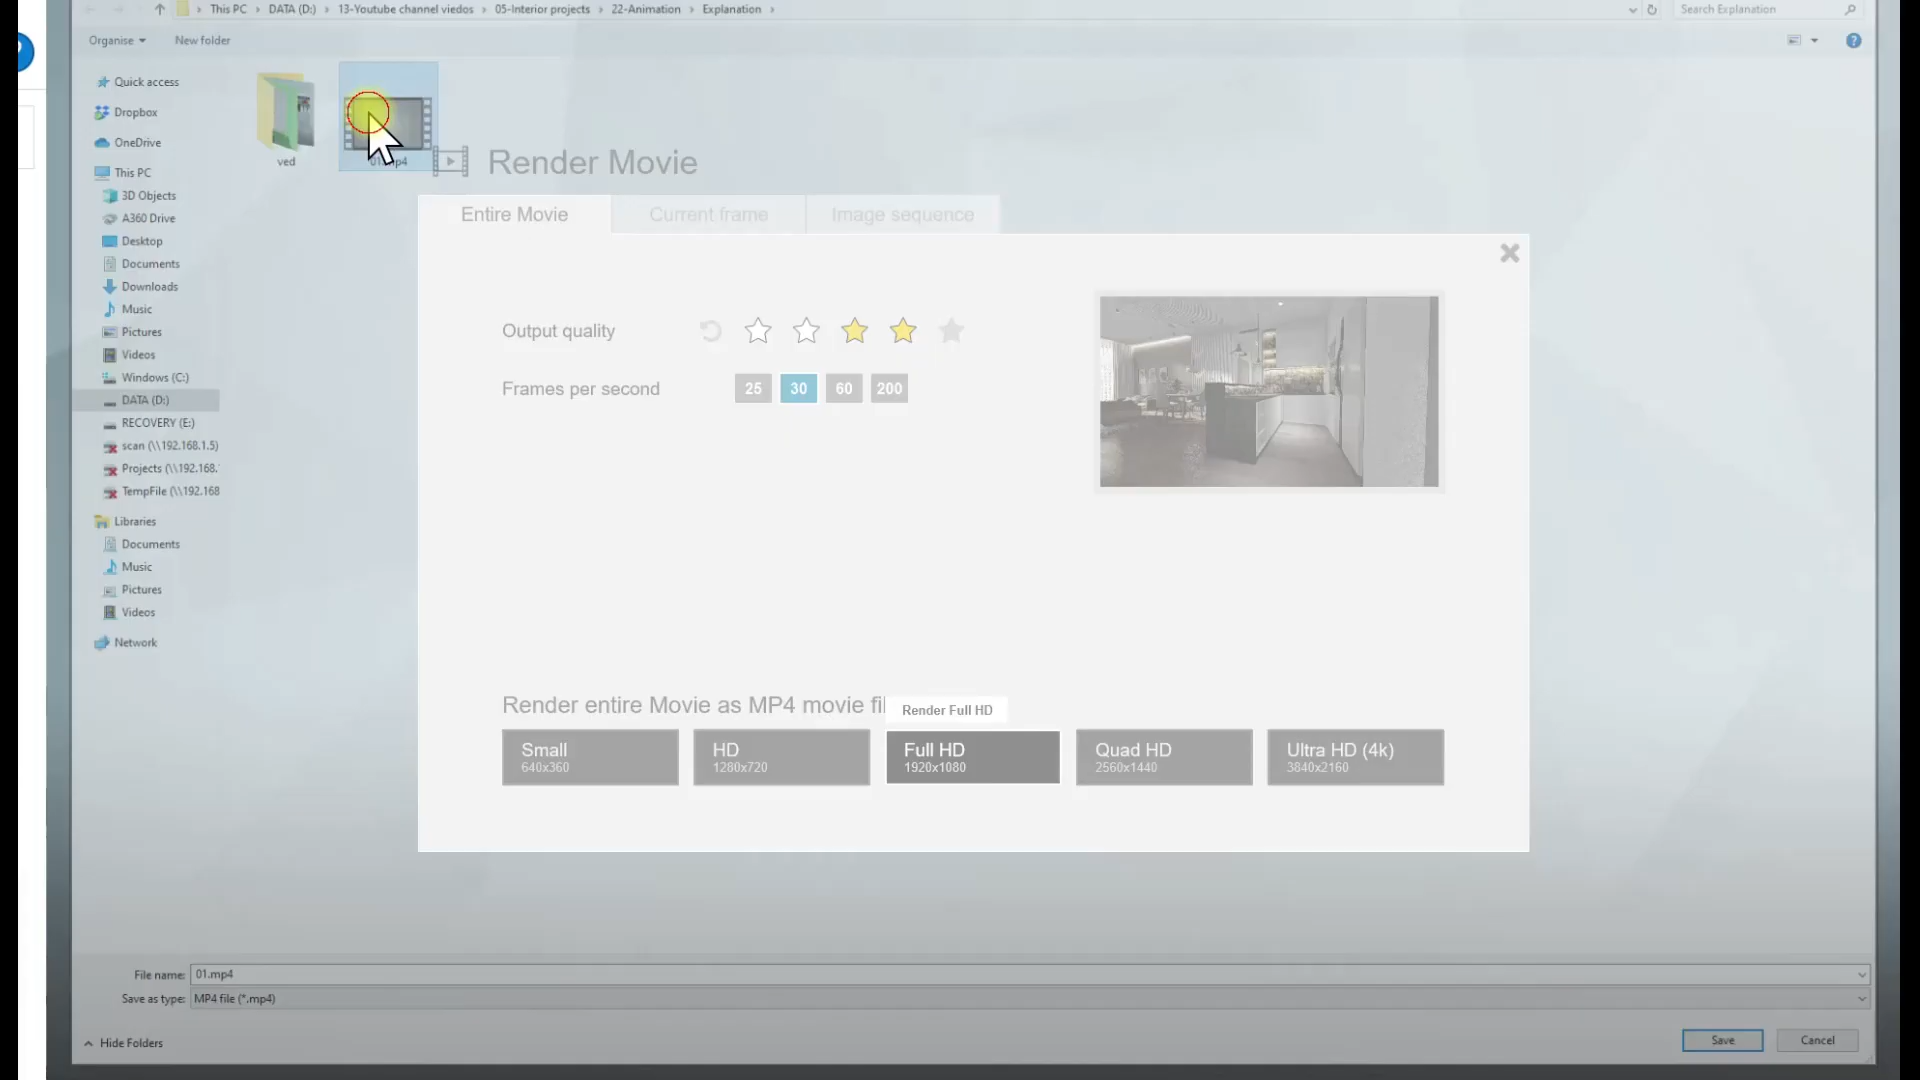 This PC > DATA (D:) > 13-Youtube channel viedos > 05-Interior projects > 22-Animation > Explanation >
Search Explanation
Organise
New folder
Quick access
Dropbox
OneDrive
This PC
3D Objects
A360 Drive
Desktop
Documents
Downloads
Music
Pictures
Videos
Windows (C:)
DATA (D:)
RECOVERY (E:)
scan (\\192.168.1.5)
Projects (\\192.168.
TempFile (\\192.168
Libraries
Documents
Music
Pictures
Videos
Network
ved
01.mp4
Render Movie
Entire Movie
Current frame
Image sequence
Output quality
Frames per second
25
30
60
200
Render entire Movie as MP4 movie fi
Render Full HD
Small
640x360
HD
1280x720
Full HD
1920x1080
Quad HD
2560x1440
Ultra HD (4k)
3840x2160
File name: 01.mp4
Save as type: MP4 file (*.mp4)
Hide Folders
Save
Cancel